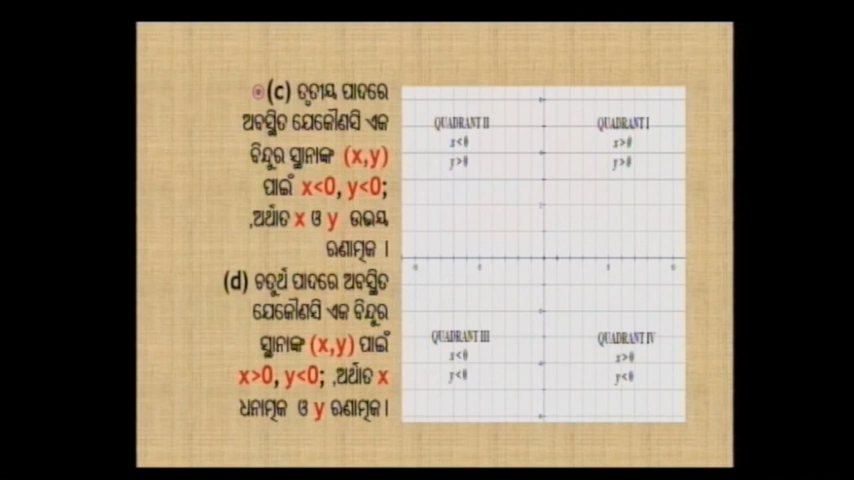 (c) ତୃତୀୟ ପାଦରେ
ଅବସ୍ଥିତ ଯେକୌଣସି ଏକ
ବିନ୍ଦୁର ସ୍ଥାନାଙ୍କ (x,y)
ପାଇଁ x<0, y<0;
,ଅର୍ଥାତ x ଓ y ଉଭୟ
ଋଣାତ୍ମକ ।
(d) ଚତୁର୍ଥ ପାଦରେ ଅବସ୍ଥିତ
ଯେକୌଣସି ଏକ ବିନ୍ଦୁର
ସ୍ଥାନାଙ୍କ (x,y) ପାଇଁ
x>0, y<0; ,ଅର୍ଥାତ x
ଧନାତ୍ମକ ଓ y ଋଣାତ୍ମକ।
QUADRANT II
x<0
y>0
QUADRANT I
x>0
y>0
QUADRANT III
x<0
y<0
QUADRANT IV
x>0
y<0